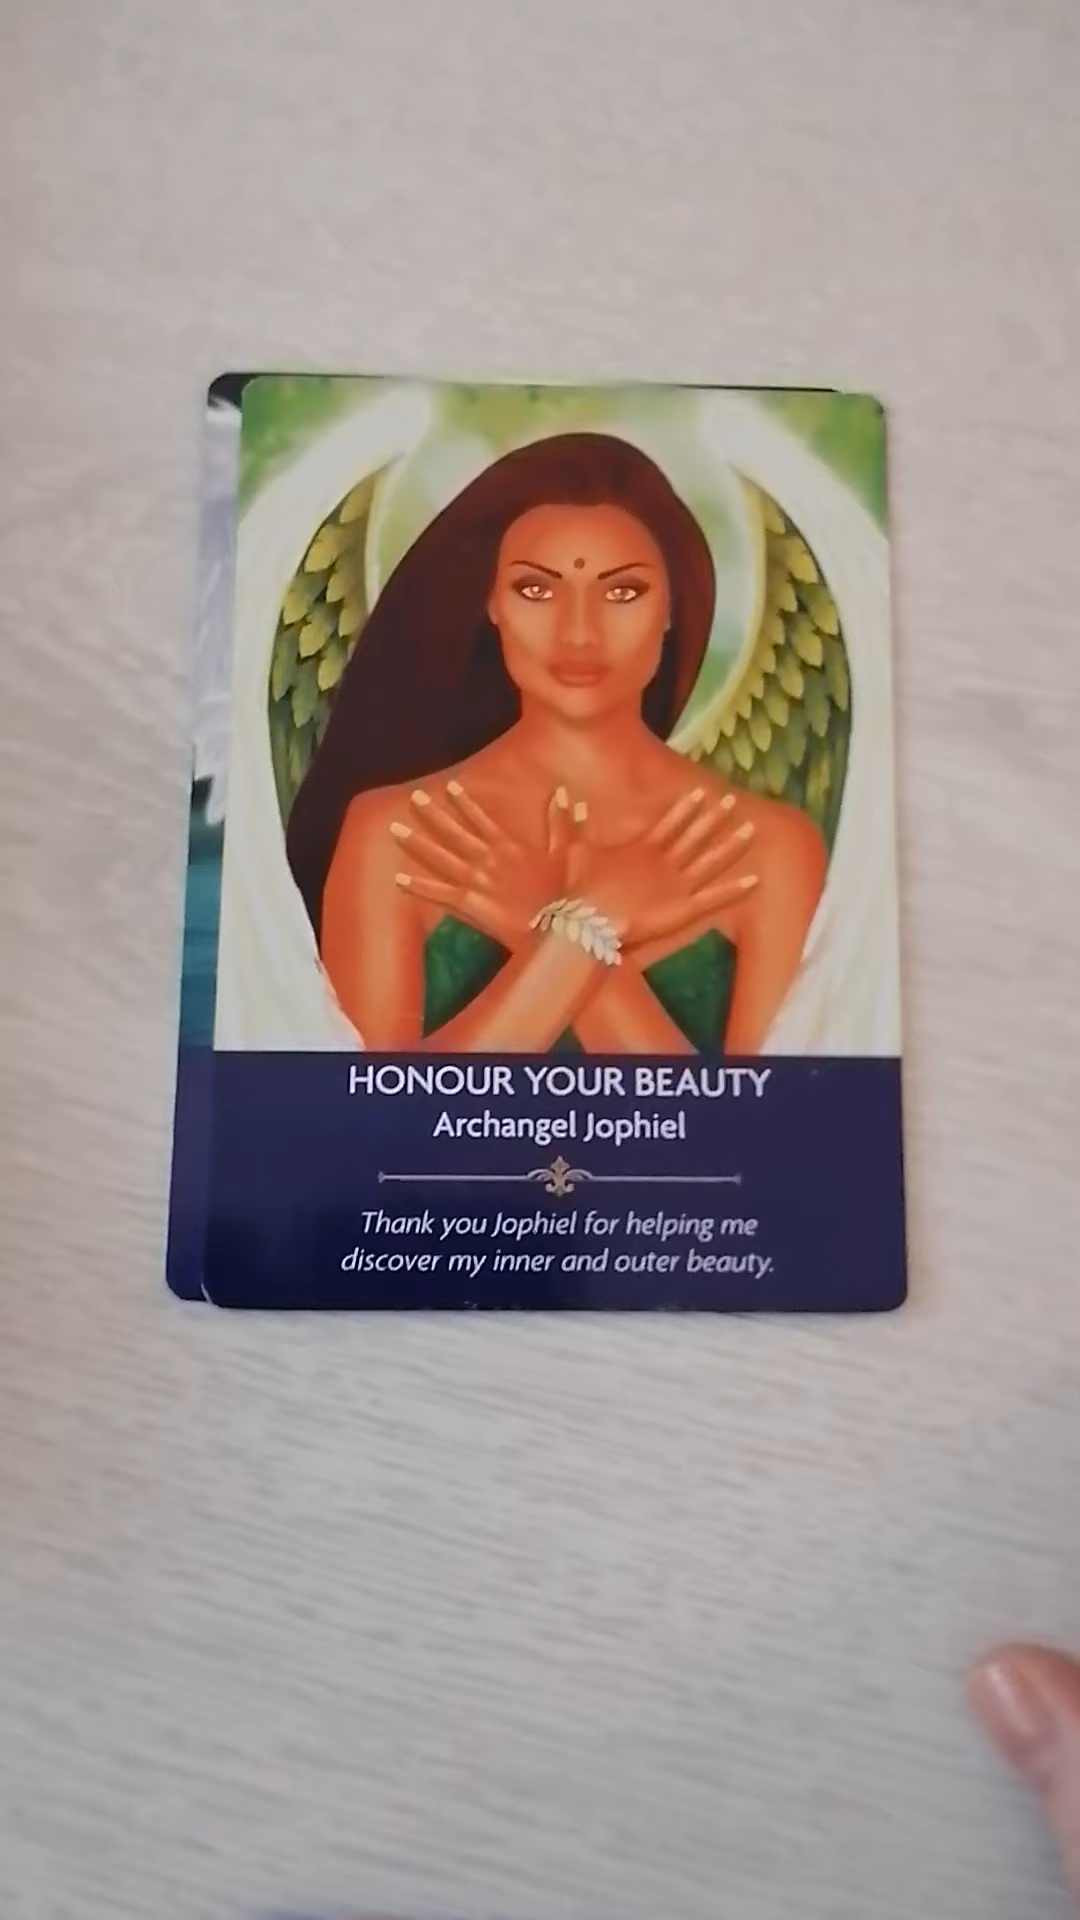 HONOUR YOUR BEAUTY
Archangel Jophiel
Thank you Jophiel for helping me
discover my inner and outer beauty.